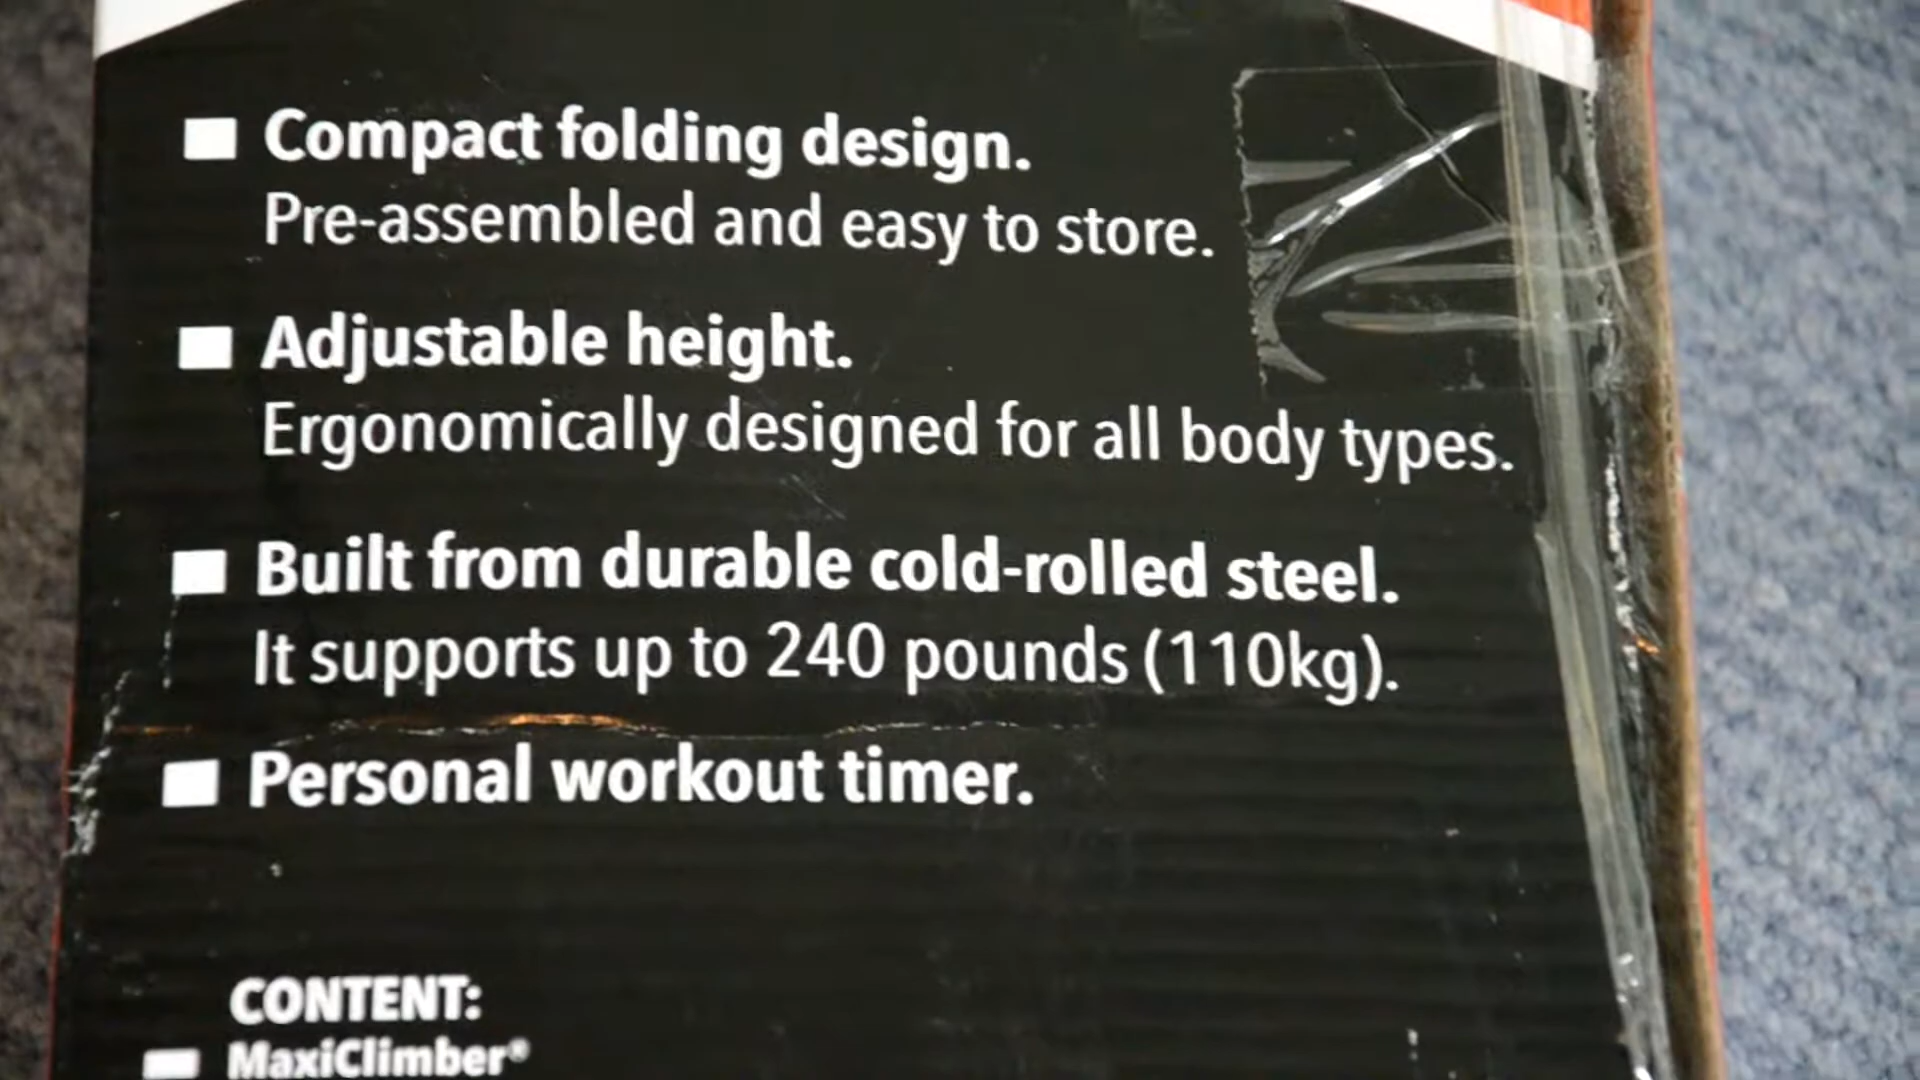 Compact folding design.
Pre-assembled and easy to store.
Adjustable height.
Ergonomically designed for all body types.
Built from durable cold-rolled steel.
It supports up to 240 pounds (110kg).
Personal workout timer.
CONTENT:
MaxiClimber®